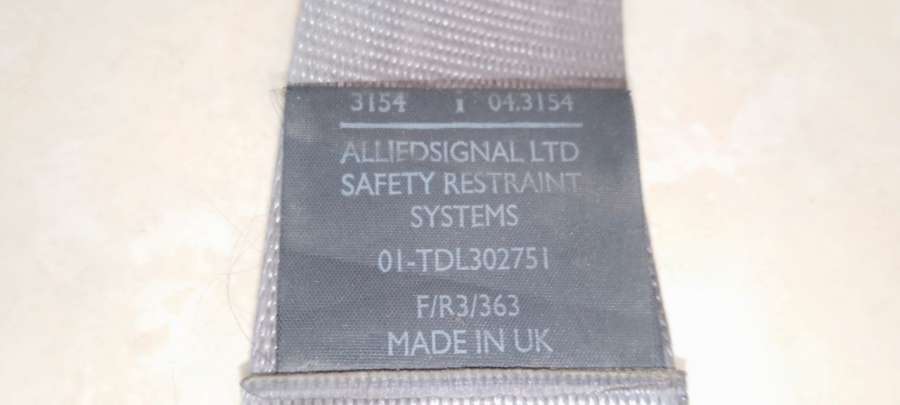 3154 I 04.3154
ALLIEDSIGNAL LTD
SAFETY RESTRAINT
SYSTEMS
01-TDL302751
F/R3/363
MADE IN UK